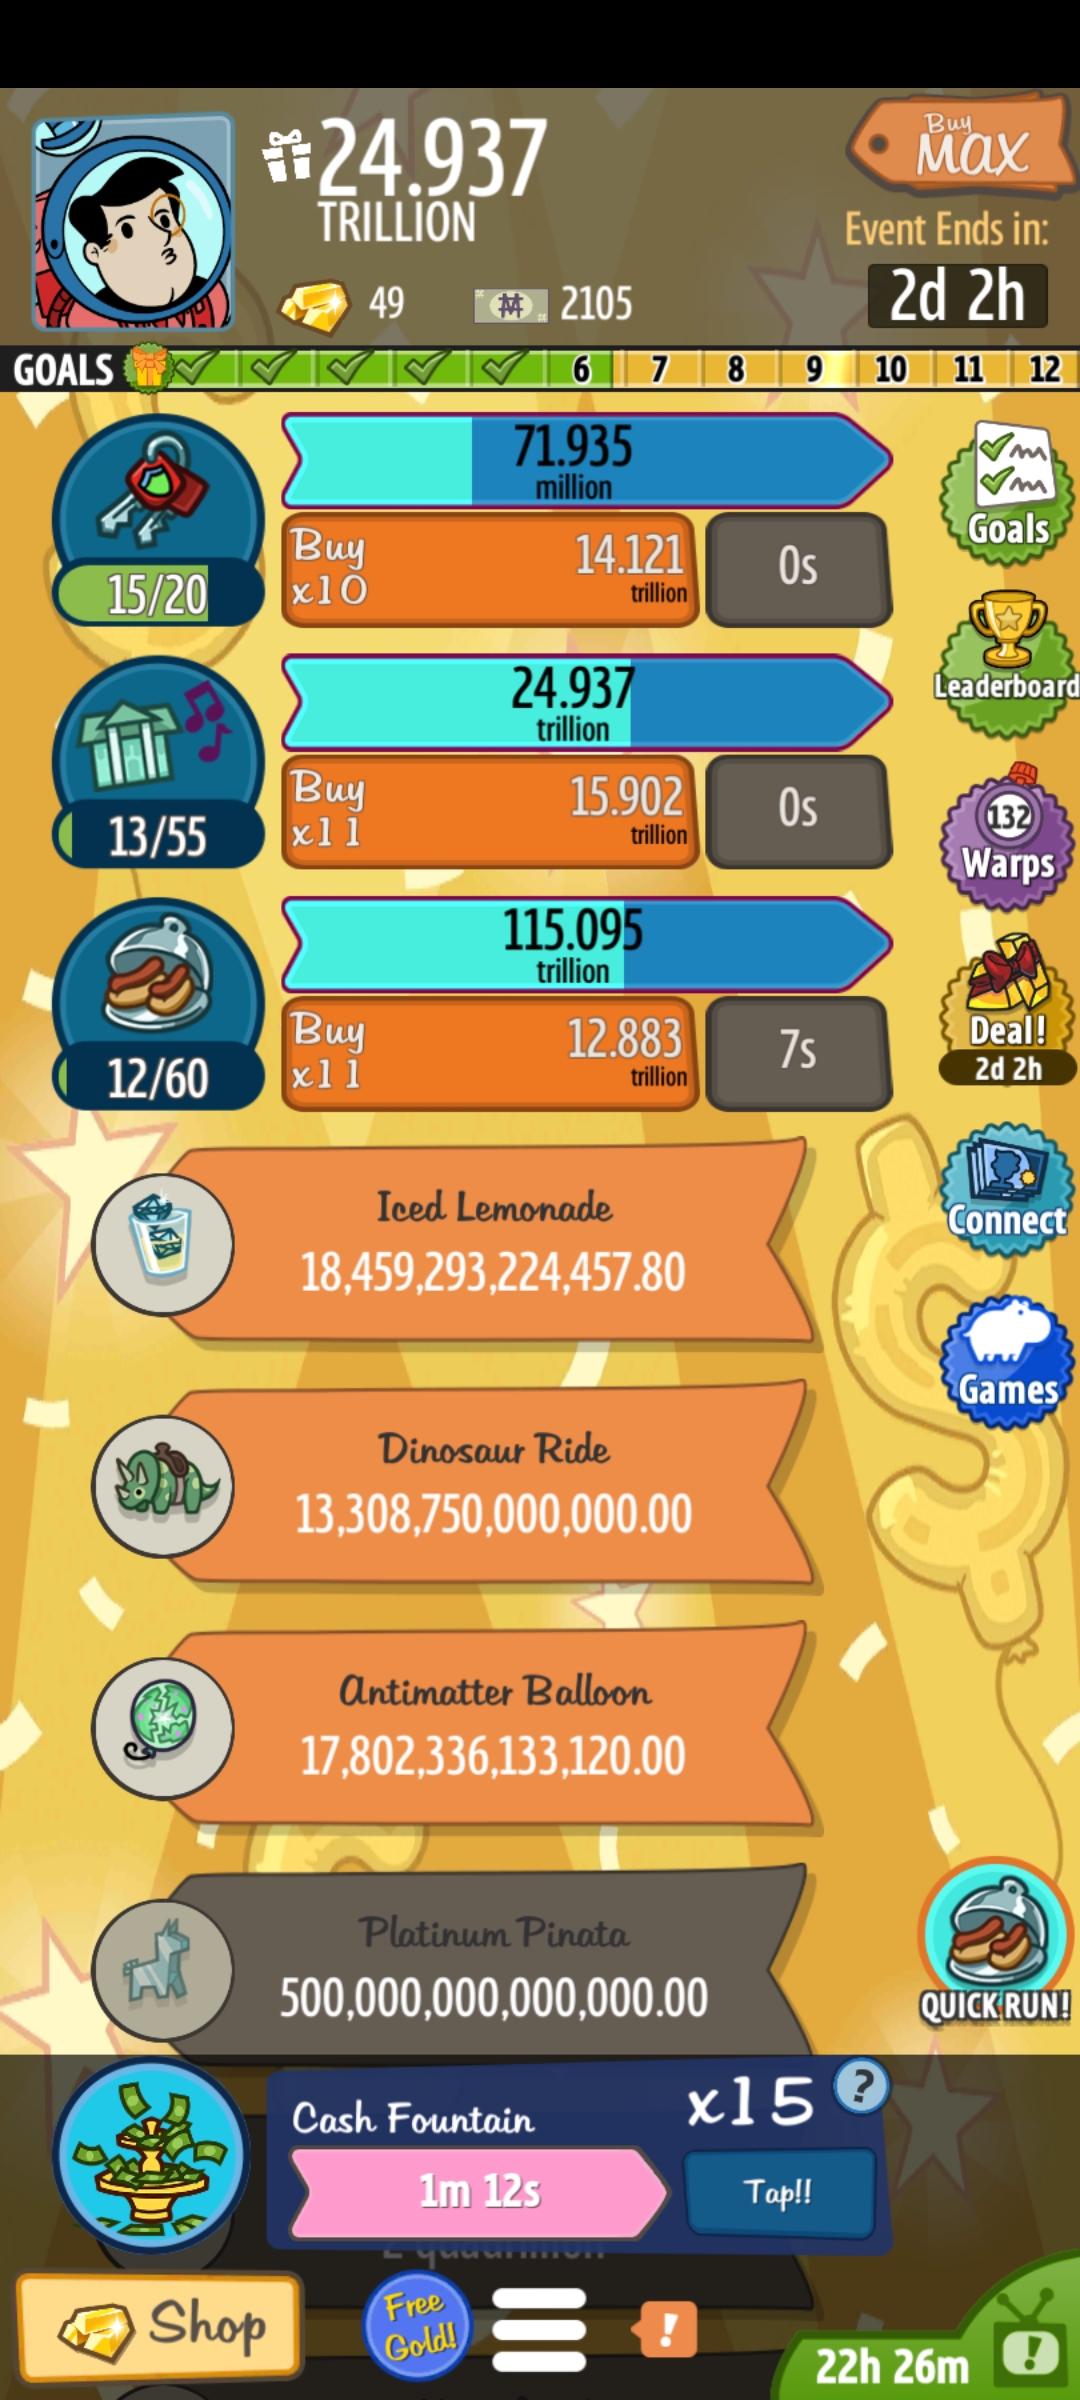 24.937
TRILLION
Buy
MAX
Event Ends in:
2d 2h
49
2105
GOALS 6 7 8 9 10 11 12
71.935
million
Buy
x10
14.121
trillion
0s
15/20
Goals
24.937
trillion
Buy
x11
15.902
trillion
0s
13/55
Leaderboard
132
Warps
115.095
trillion
Buy
x11
12.883
trillion
7s
12/60
Deal!
2d 2h
Iced Lemonade
18,459,293,224,457.80
Connect
Dinosaur Ride
13,308,750,000,000.00
Games
Antimatter Balloon
17,802,336,133,120.00
Platinum Pinata
500,000,000,000,000.00
QUICK RUN!
Cash Fountain
x15
?
1m 12s
Tap!!
Shop
Free
Gold!
!
22h 26m
!